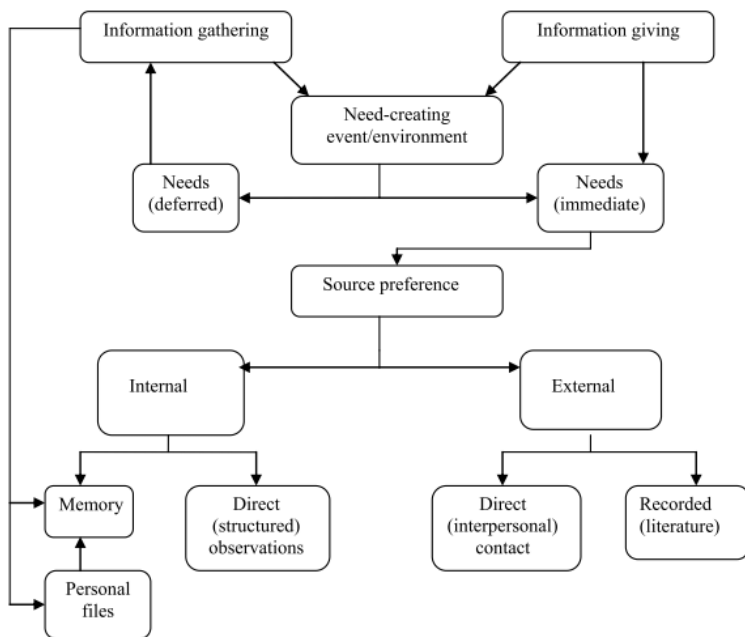 Information gathering
Information giving
Need-creating
event/environment
Needs
(deferred)
Needs
(immediate)
Source preference
Internal
External
Memory
Direct
(structured)
observations
Direct
(interpersonal)
contact
Recorded
(literature)
Personal
files